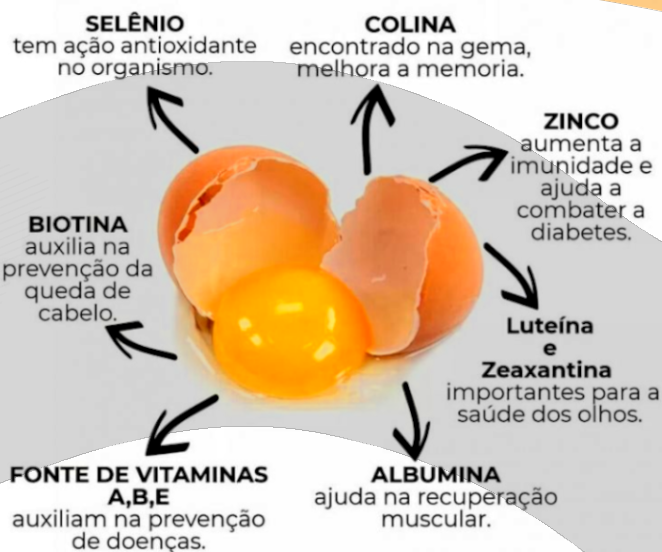 SELÊNIO
tem ação antioxidante
no organismo.
COLINA
encontrado na gema,
melhora a memoria.
ZINCO
aumenta a
imunidade e
ajuda a
combater a
diabetes.
BIOTINA
auxilia na
prevenção da
queda de
cabelo.
Luteína
e
Zeaxantina
importantes para a
saúde dos olhos.
FONTE DE VITAMINAS
A,B,E
auxiliam na prevenção
de doenças.
ALBUMINA
ajuda na recuperação
muscular.